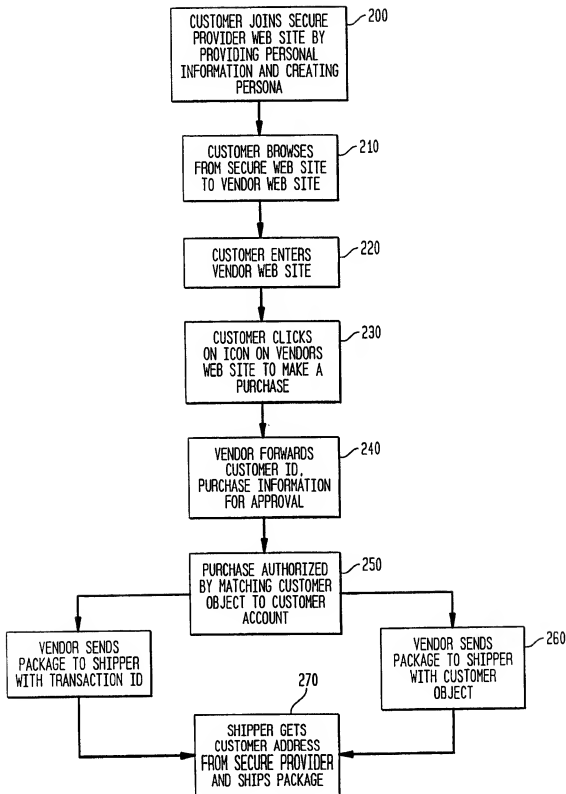 CUSTOMER JOINS SECURE
PROVIDER WEB SITE BY
PROVIDING PERSONAL
INFORMATION AND CREATING
PERSONA
200
CUSTOMER BROWSES
FROM SECURE WEB SITE
TO VENDOR WEB SITE
210
CUSTOMER ENTERS
VENDOR WEB SITE
220
CUSTOMER CLICKS
ON ICON ON VENDORS
WEB SITE TO MAKE A
PURCHASE
230
VENDOR FORWARDS
CUSTOMER ID,
PURCHASE INFORMATION
FOR APPROVAL
240
PURCHASE AUTHORIZED
BY MATCHING CUSTOMER
OBJECT TO CUSTOMER
ACCOUNT
250
VENDOR SENDS
PACKAGE TO SHIPPER
WITH TRANSACTION ID
VENDOR SENDS
PACKAGE TO SHIPPER
WITH CUSTOMER
OBJECT
260
270
SHIPPER GETS
CUSTOMER ADDRESS
FROM SECURE PROVIDER
AND SHIPS PACKAGE